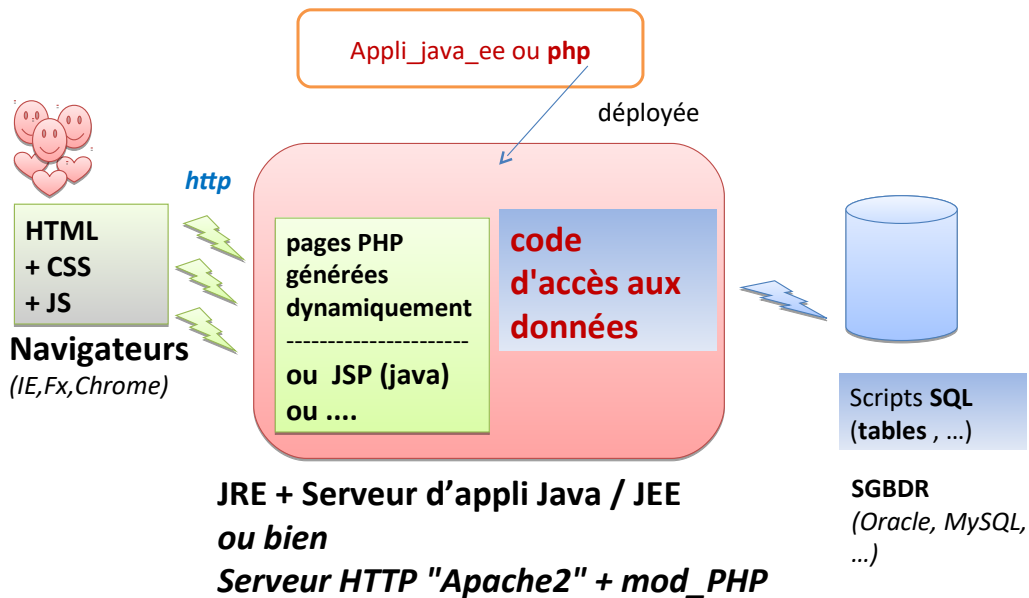 Appli_java_ee ou php
déployée
http
HTML
+ CSS
+ JS
Navigateurs
(IE,Fx,Chrome)
pages PHP
générées
dynamiquement
----------------------
ou JSP (java)
ou ....
code
d'accès aux
données
Scripts SQL
(tables , ...)
SGBDR
(Oracle, MySQL,
...)
JRE + Serveur d’appli Java / JEE
ou bien
Serveur HTTP "Apache2" + mod_PHP